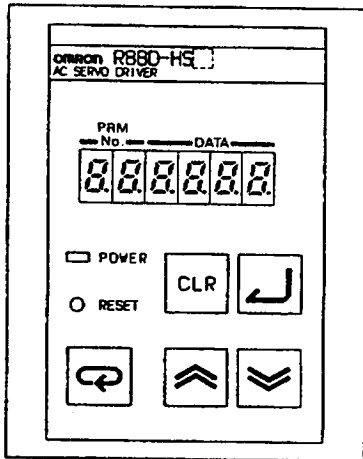 omron R88D-HS[ ]
AC SERVO DRIVER
PRM
No. DATA
8.8.8.8.8.8.
POWER
CLR
RESET